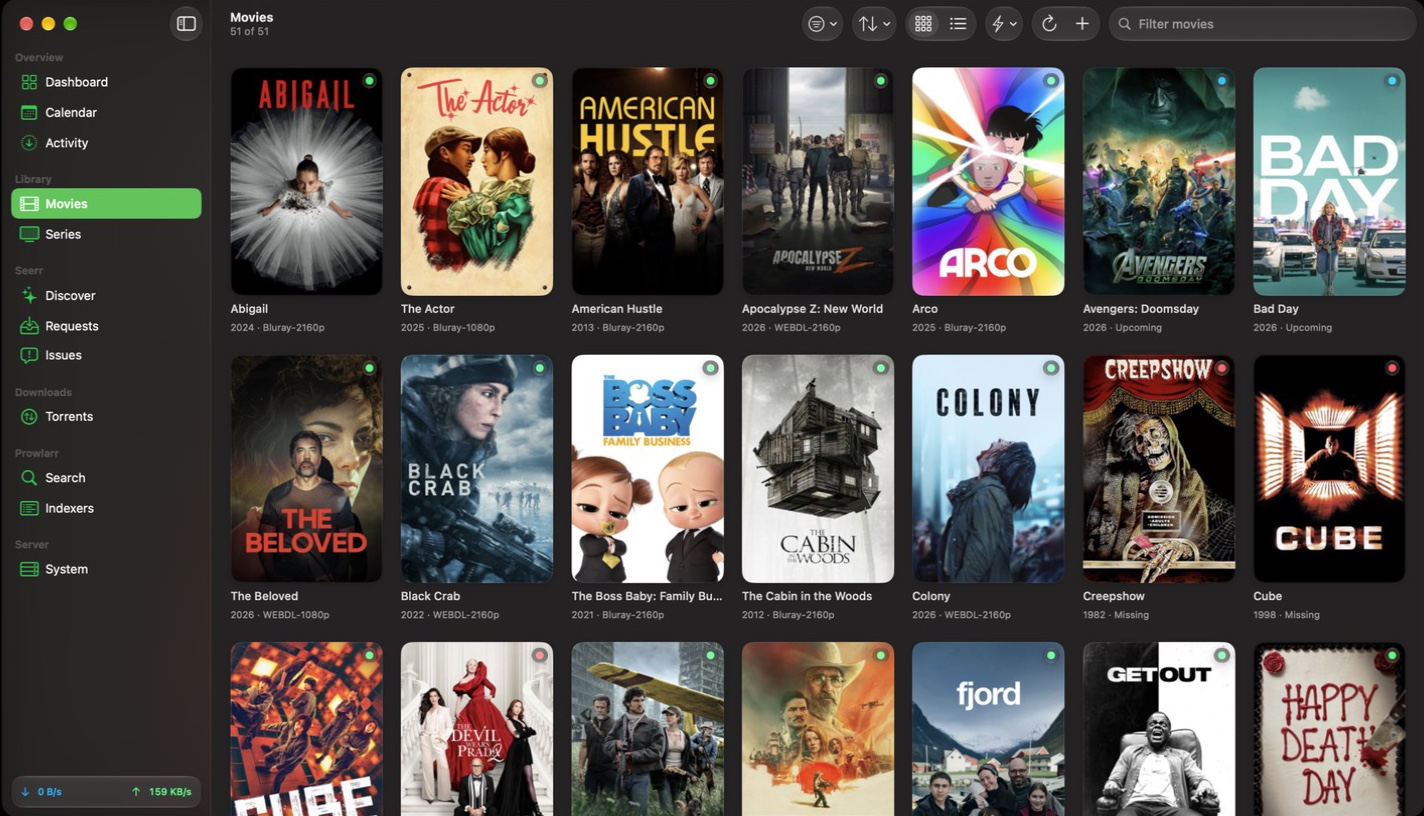 Movies
51 of 51
Filter movies
Overview
Dashboard
Calendar
Activity
Library
Movies
Series
Seerr
Discover
Requests
Issues
Downloads
Torrents
Prowlarr
Search
Indexers
Server
System
0 B/s
159 KB/s
ABIGAIL
The Actor
AMERICAN
HUSTLE
APOCALYPSE Z
NEW WORLD
ARCO
AVENGERS
DOOMSDAY
BAD
DAY
Abigail
The Actor
American Hustle
Apocalypse Z: New World
Arco
Avengers: Doomsday
Bad Day
2024 · Bluray-2160p
2025 · Bluray-1080p
2013 · Bluray-2160p
2026 · WEBDL-2160p
2025 · Bluray-2160p
2026 · Upcoming
2026 · Upcoming
THE
BELOVED
BLACK
CRAB
THE
BOSS
BABY
FAMILY BUSINESS
THE
CABIN
IN THE
WOODS
COLONY
CREEPSHOW
ADMISSION
CUBE
The Beloved
Black Crab
The Boss Baby: Family Bu...
The Cabin in the Woods
Colony
Creepshow
Cube
2026 · WEBDL-1080p
2022 · WEBDL-2160p
2021 · Bluray-2160p
2012 · Bluray-2160p
2026 · WEBDL-2160p
1982 · Missing
1998 · Missing
CUBE
THE
DEVIL
WEARS
PRADA 2
fjord
GET OUT
HAPPY
DEATH
DAY